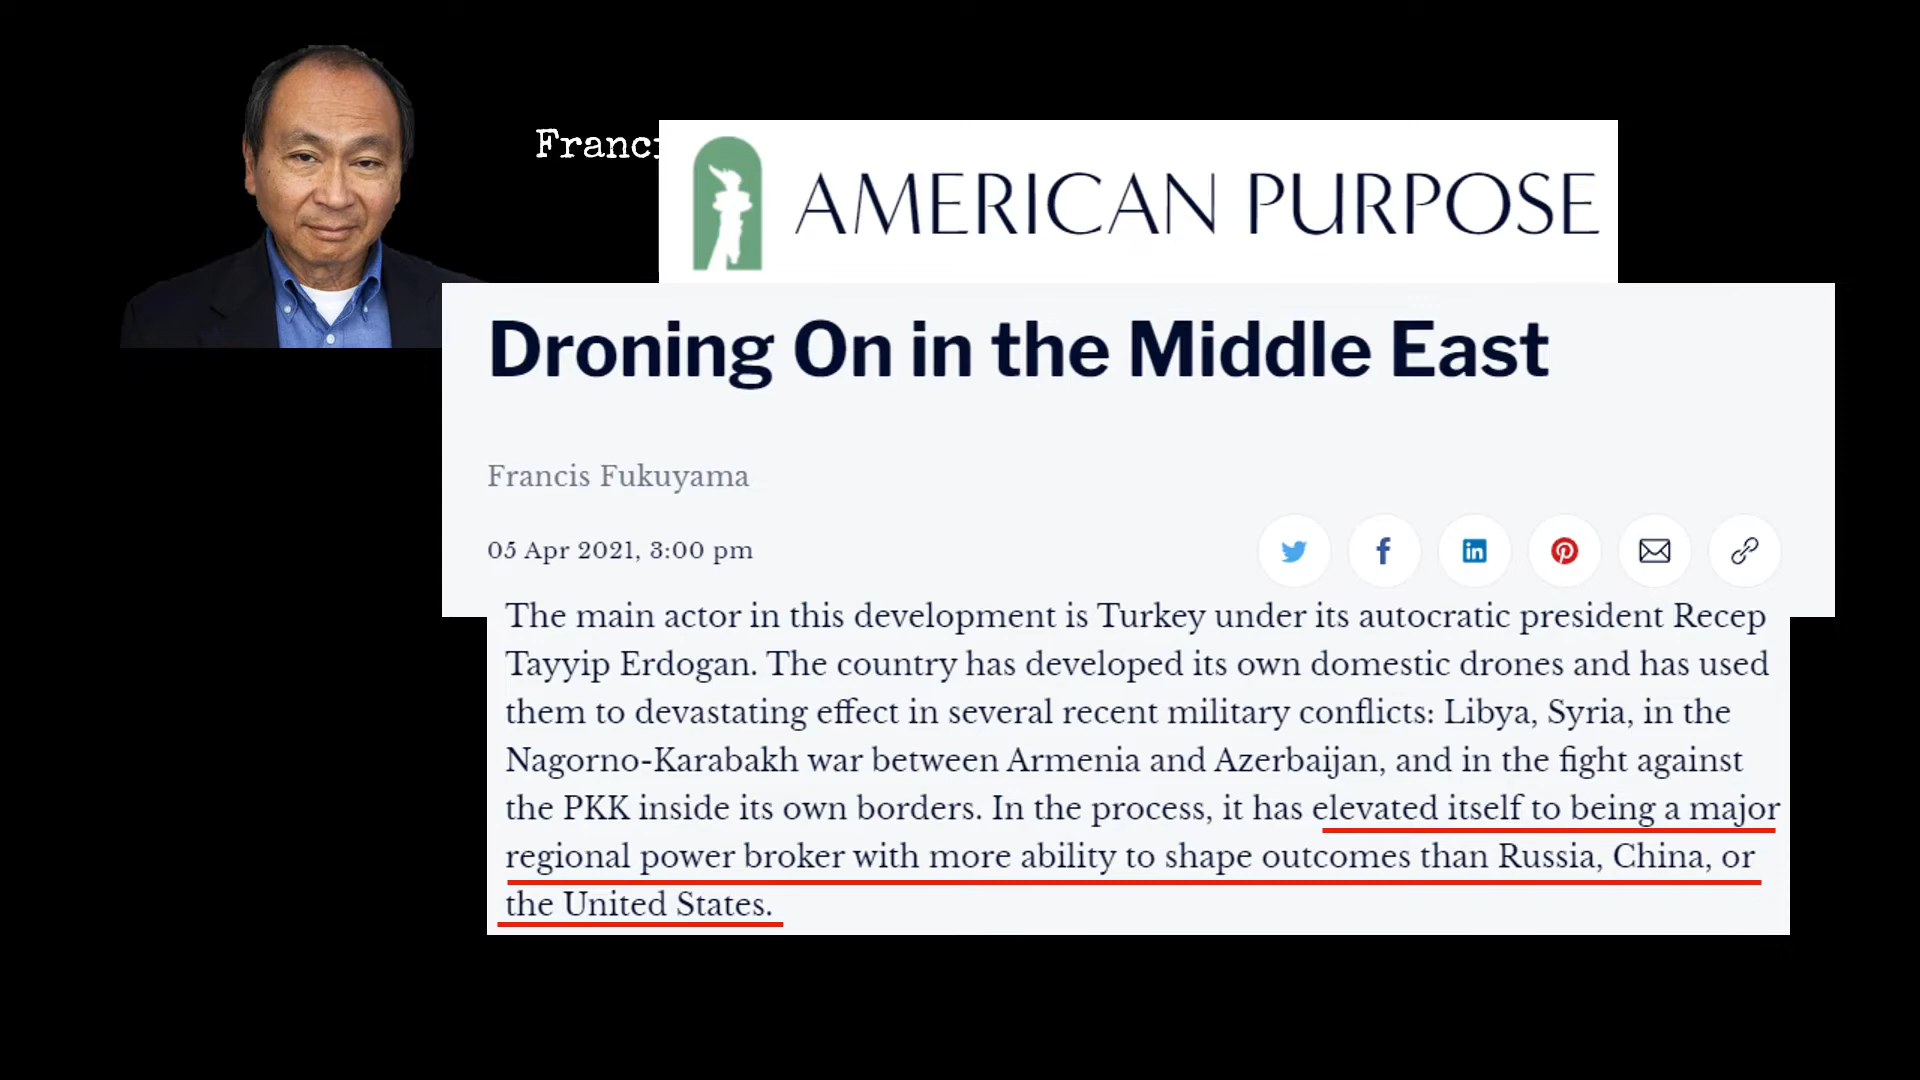 Franci
AMERICAN PURPOSE
Droning On in the Middle East
Francis Fukuyama
05 Apr 2021, 3:00 pm
The main actor in this development is Turkey under its autocratic president Recep
Tayyip Erdogan. The country has developed its own domestic drones and has used
them to devastating effect in several recent military conflicts: Libya, Syria, in the
Nagorno-Karabakh war between Armenia and Azerbaijan, and in the fight against
the PKK inside its own borders. In the process, it has elevated itself to being a major
regional power broker with more ability to shape outcomes than Russia, China, or
the United States.